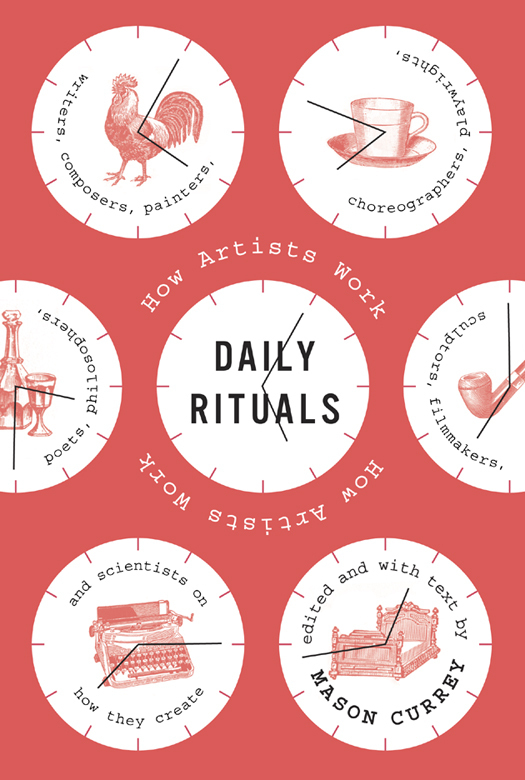 writers, composers, painters,
choreographers, playwrights,
How Artists Work
poets, philosophers,
DAILY
RITUALS
sculptors, filmmakers,
How Artists Work
and scientists on
how they create
edited and with text by
MASON CURREY